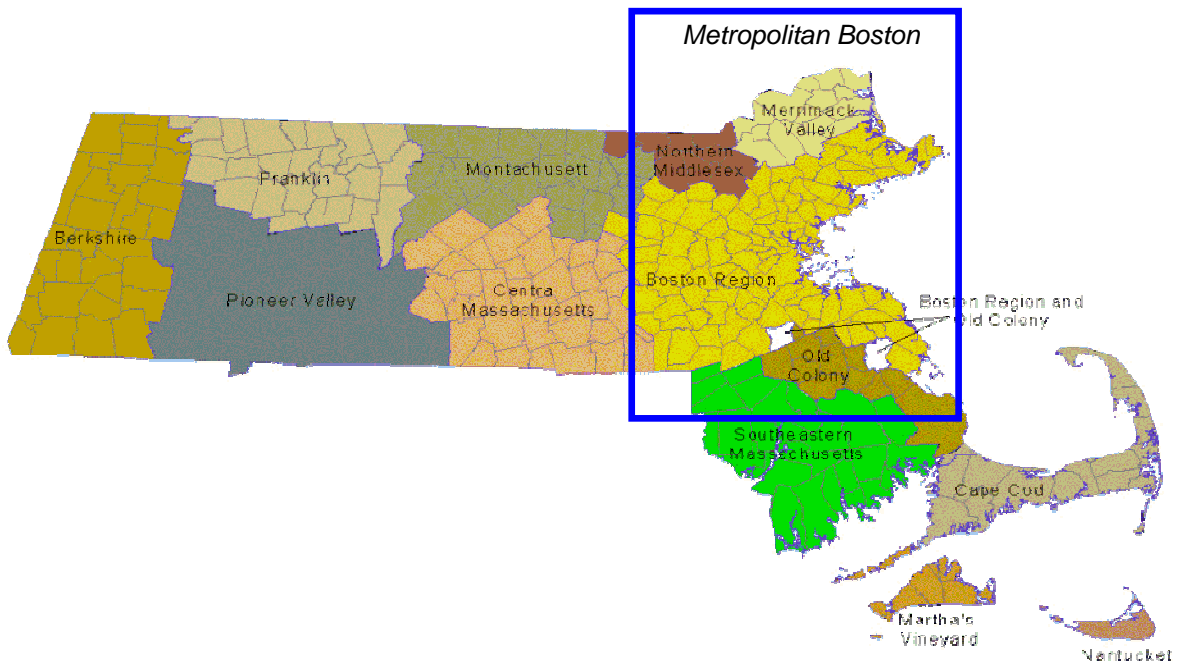 Metropolitan Boston
Merrimack
Valley
Northern
Middlesex
Montachusett
Franklin
Berkshire
Boston Region
Pioneer Valley
Centra
Massachusetts
Boston Region and
Old Colony
Old
Colony
Southeastern
Massachusetts
Cape Cod
Martha's
Vineyard
Nantucket